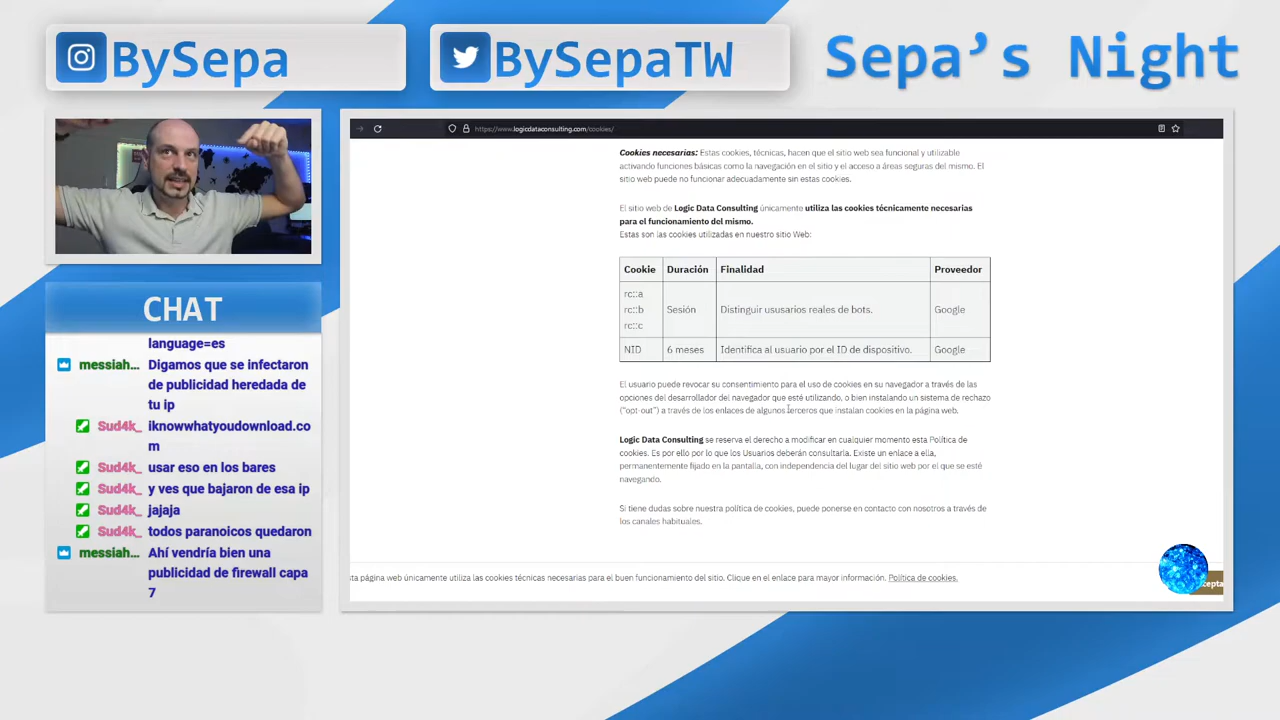 BySepa
BySepaTW
Sepa's Night
https://www.logicdataconsulting.com/cookies/
Cookies necesarias: Estas cookies, técnicas, hacen que el sitio web sea funcional y utilizable
activando funciones básicas como la navegación en el sitio y el acceso a áreas seguras del mismo. El
sitio web puede no funcionar adecuadamente sin estas cookies.
El sitio web de Logic Data Consulting únicamente utiliza las cookies técnicamente necesarias
para el funcionamiento del mismo.
Estas son las cookies utilizadas en nuestro sitio Web:
Cookie Duración Finalidad Proveedor
rc::a
rc::b Sesión Distinguir ususarios reales de bots. Google
rc::c
NID 6 meses Identifica al usuario por el ID de dispositivo. Google
El usuario puede revocar su consentimiento para el uso de cookies en su navegador a través de las
opciones del desarrollador del navegador que esté utilizando, o bien instalando un sistema de rechazo
("opt-out") a través de los enlaces de algunos terceros que instalan cookies en la página web.
Logic Data Consulting se reserva el derecho a modificar en cualquier momento esta Política de
cookies. Es por ello por lo que los Usuarios deberán consultarla. Existe un enlace a ella,
permanentemente fijado en la pantalla, con independencia del lugar del sitio web por el que se esté
navegando.
Si tiene dudas sobre nuestra política de cookies, puede ponerse en contacto con nosotros a través de
los canales habituales.
sta página web únicamente utiliza las cookies técnicas necesarias para el buen funcionamiento del sitio. Clique en el enlace para mayor información. Política de cookies.
cepta
CHAT
language=es
messiah... Digamos que se infectaron
de publicidad heredada de
tu ip
Sud4k_ iknowwhatyoudownload.co
m
Sud4k_ usar eso en los bares
Sud4k_ y ves que bajaron de esa ip
Sud4k_ jajaja
Sud4k_ todos paranoicos quedaron
messiah... Ahí vendría bien una
publicidad de firewall capa
7